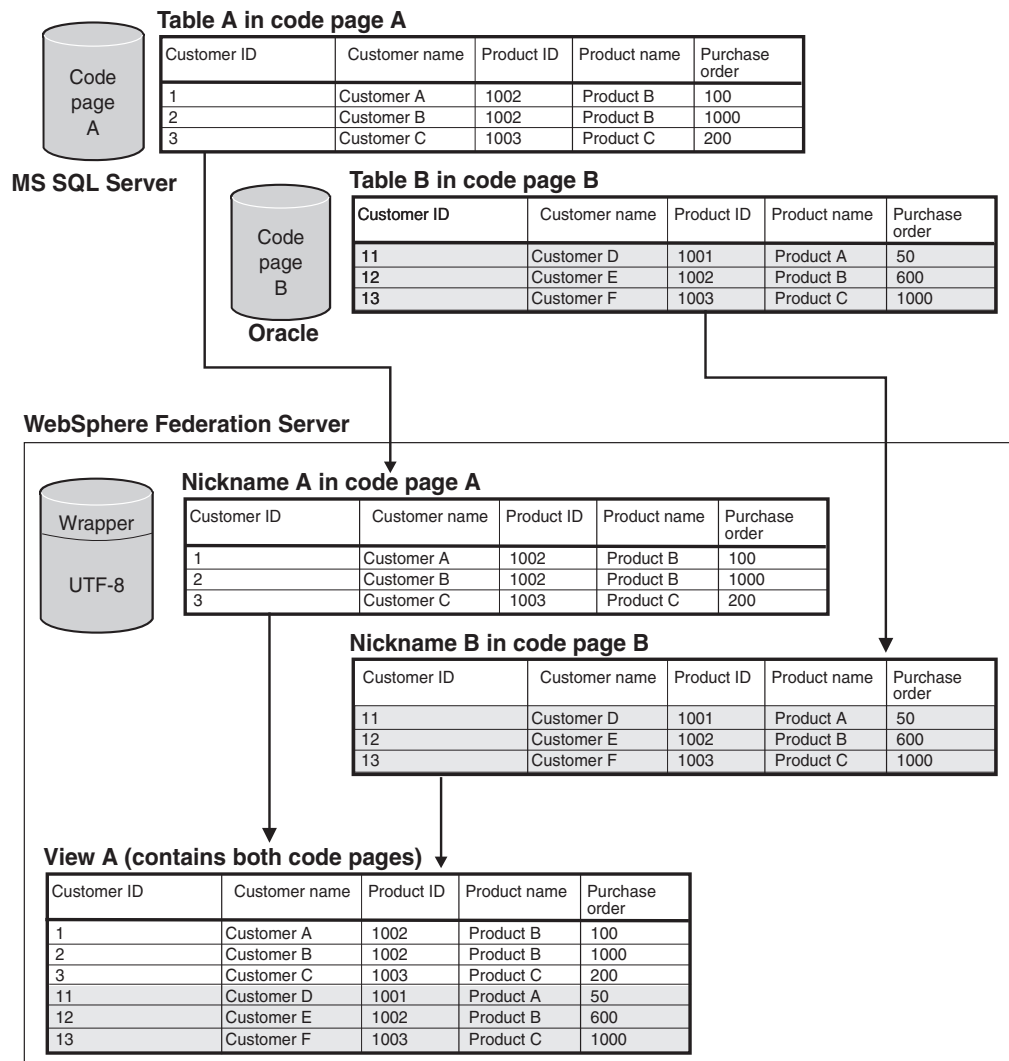 Table A in code page A
Customer ID Customer name Product ID Product name Purchase order
1 Customer A 1002 Product B 100
2 Customer B 1002 Product B 1000
3 Customer C 1003 Product C 200
Code
page
A
MS SQL Server
Table B in code page B
Customer ID Customer name Product ID Product name Purchase order
11 Customer D 1001 Product A 50
12 Customer E 1002 Product B 600
13 Customer F 1003 Product C 1000
Code
page
B
Oracle
WebSphere Federation Server
Wrapper
UTF-8
Nickname A in code page A
Customer ID Customer name Product ID Product name Purchase order
1 Customer A 1002 Product B 100
2 Customer B 1002 Product B 1000
3 Customer C 1003 Product C 200
Nickname B in code page B
Customer ID Customer name Product ID Product name Purchase order
11 Customer D 1001 Product A 50
12 Customer E 1002 Product B 600
13 Customer F 1003 Product C 1000
View A (contains both code pages)
Customer ID Customer name Product ID Product name Purchase order
1 Customer A 1002 Product B 100
2 Customer B 1002 Product B 1000
3 Customer C 1003 Product C 200
11 Customer D 1001 Product A 50
12 Customer E 1002 Product B 600
13 Customer F 1003 Product C 1000